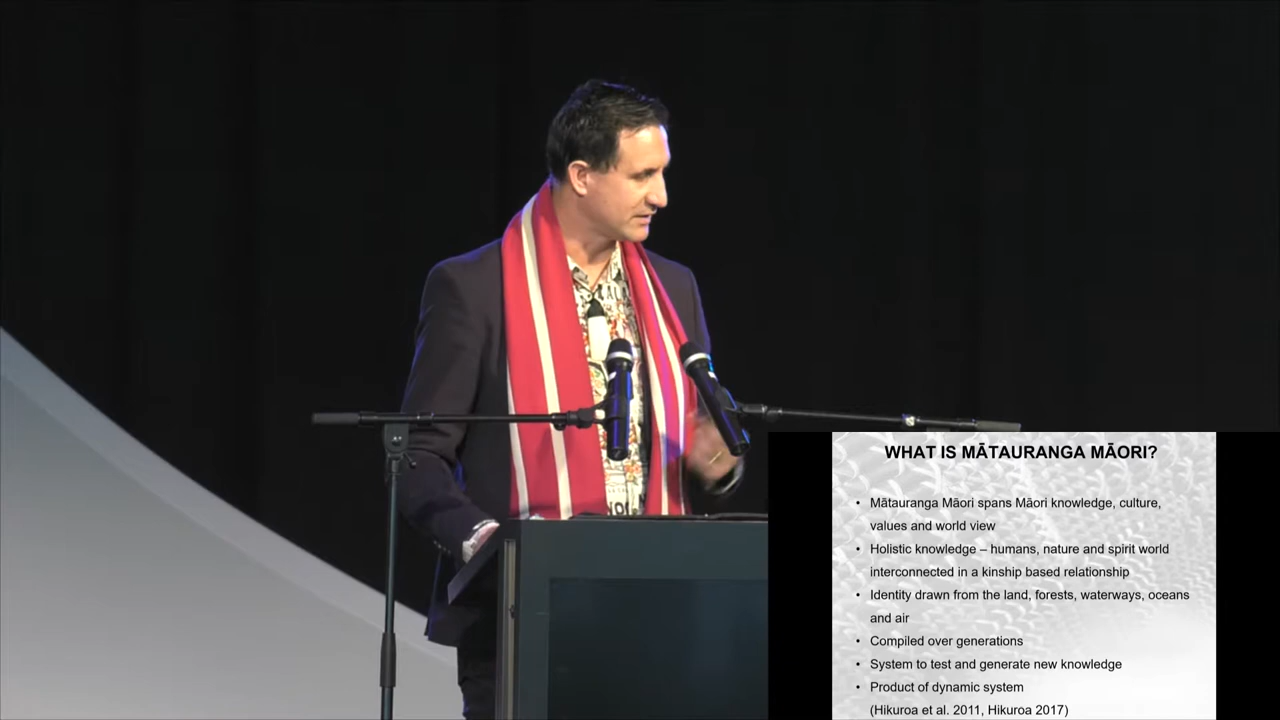 WHAT IS MĀTAURANGA MĀORI?
• Mātauranga Māori spans Māori knowledge, culture,
values and world view
• Holistic knowledge – humans, nature and spirit world
interconnected in a kinship based relationship
• Identity drawn from the land, forests, waterways, oceans
and air
• Compiled over generations
• System to test and generate new knowledge
• Product of dynamic system
(Hikuroa et al. 2011, Hikuroa 2017)